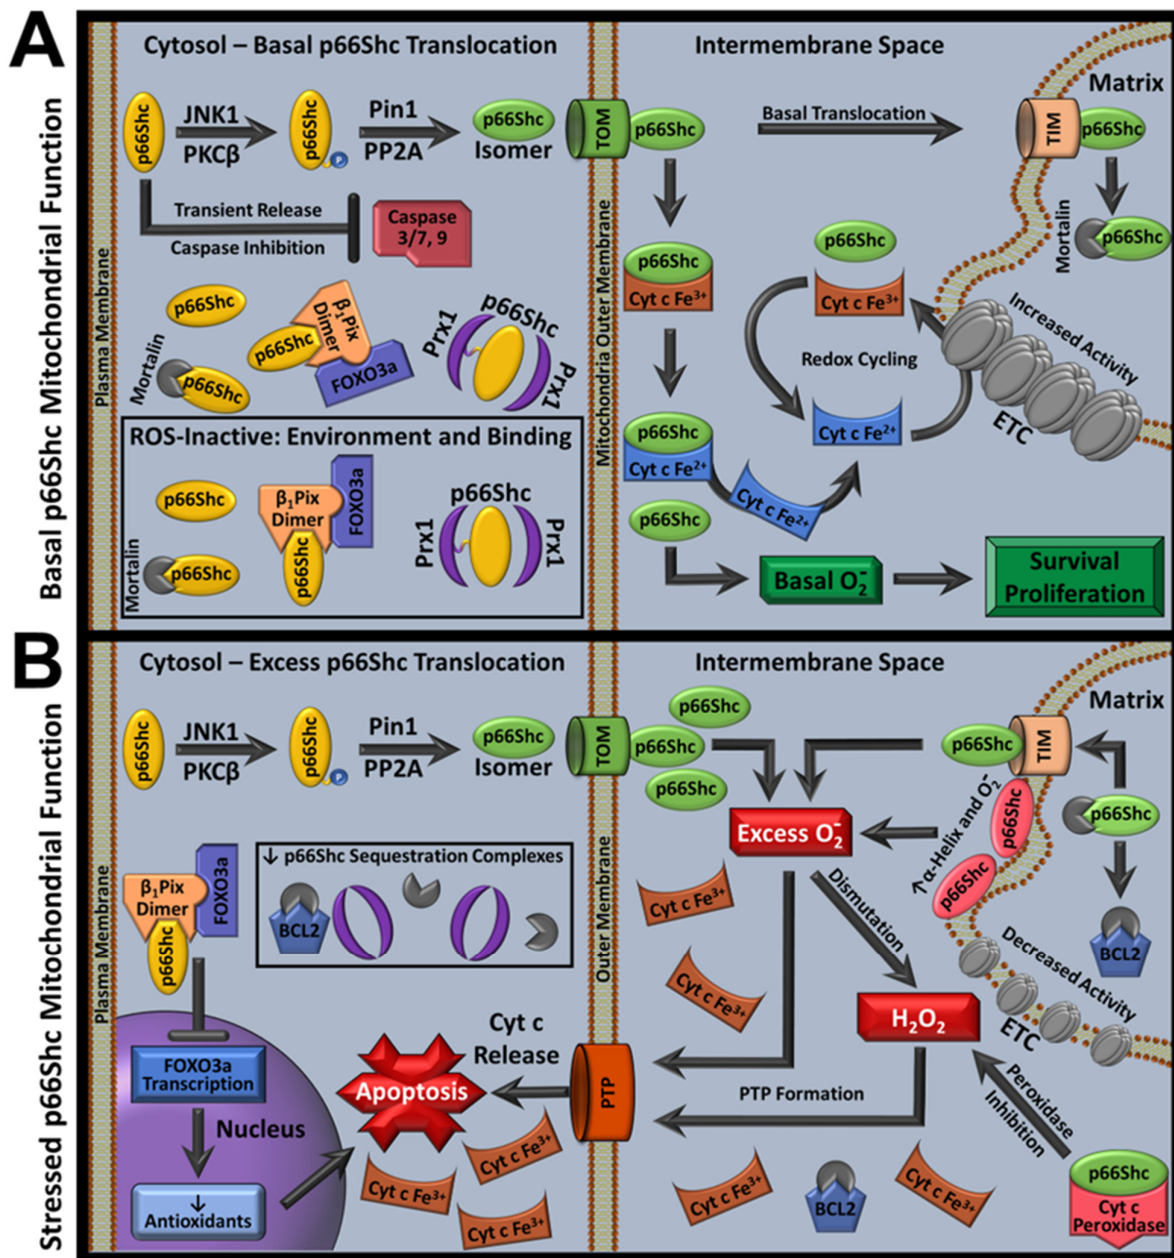 A
Basal p66Shc Mitochondrial Function
Cytosol – Basal p66Shc Translocation
Intermembrane Space
Matrix
Plasma Membrane
p66Shc
JNK1
PKCβ
p66Shc
P
Pin1
PP2A
p66Shc
Isomer
TOM
p66Shc
Basal Translocation
TIM
p66Shc
Mortalin
p66Shc
Transient Release
Caspase Inhibition
Caspase
3/7, 9
Mitochondria Outer Membrane
p66Shc
Mortalin
p66Shc
p66Shc
β₁Pix
Dimer
FOXO3a
p66Shc
Prx1
Prx1
p66Shc
Cyt c Fe³⁺
p66Shc
Cyt c Fe³⁺
Redox Cycling
Increased Activity
ETC
ROS-Inactive: Environment and Binding
p66Shc
Mortalin
p66Shc
β₁Pix
Dimer
FOXO3a
p66Shc
p66Shc
Prx1
Prx1
p66Shc
Cyt c Fe²⁺
Cyt c Fe²⁺
Cyt c Fe²⁺
p66Shc
Basal O₂⁻
Survival
Proliferation
B
Stressed p66Shc Mitochondrial Function
Cytosol – Excess p66Shc Translocation
Intermembrane Space
Matrix
Plasma Membrane
p66Shc
JNK1
PKCβ
p66Shc
P
Pin1
PP2A
p66Shc
Isomer
TOM
p66Shc
p66Shc
p66Shc
p66Shc
TIM
p66Shc
p66Shc
p66Shc
↑α-Helix and O₂⁻
Excess O₂⁻
BCL2
β₁Pix
Dimer
FOXO3a
p66Shc
↓ p66Shc Sequestration Complexes
BCL2
Outer Membrane
Cyt c Fe³⁺
Cyt c Fe³⁺
Dismutation
H₂O₂
Decreased Activity
ETC
FOXO3a
Transcription
Nucleus
↓
Antioxidants
Apoptosis
Cyt c
Release
PTP
PTP Formation
Peroxidase
Inhibition
Cyt c Fe³⁺
Cyt c Fe³⁺
Cyt c Fe³⁺
Cyt c Fe³⁺
BCL2
Cyt c Fe³⁺
p66Shc
Cyt c
Peroxidase